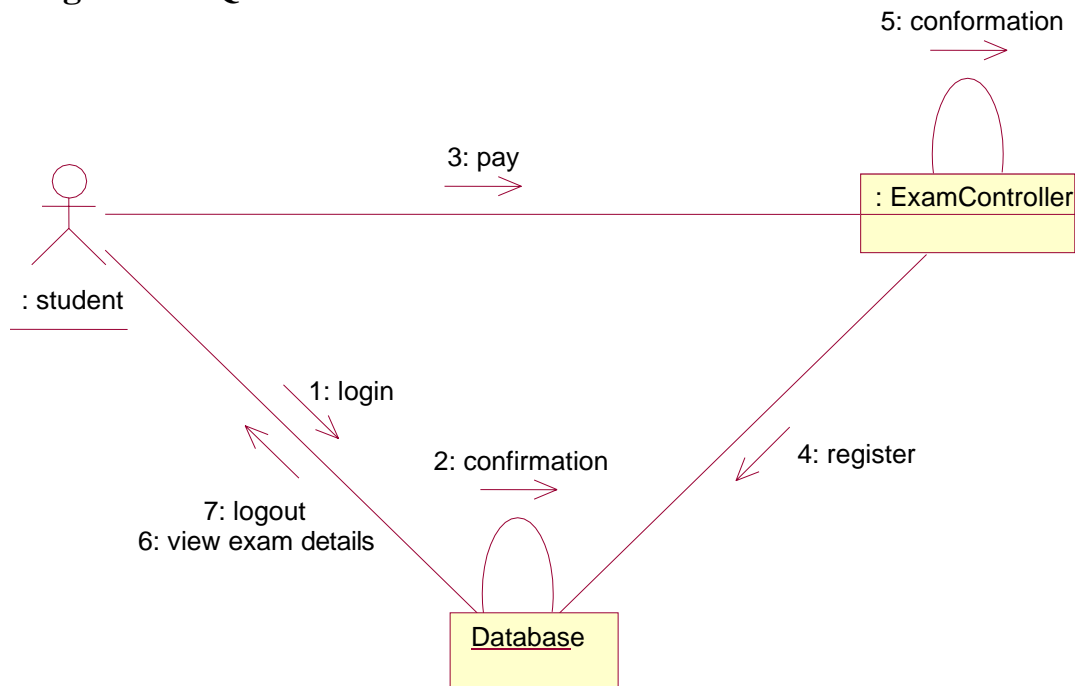 5: conformation
3: pay
: ExamController
: student
1: login
2: confirmation
4: register
7: logout
6: view exam details
Database